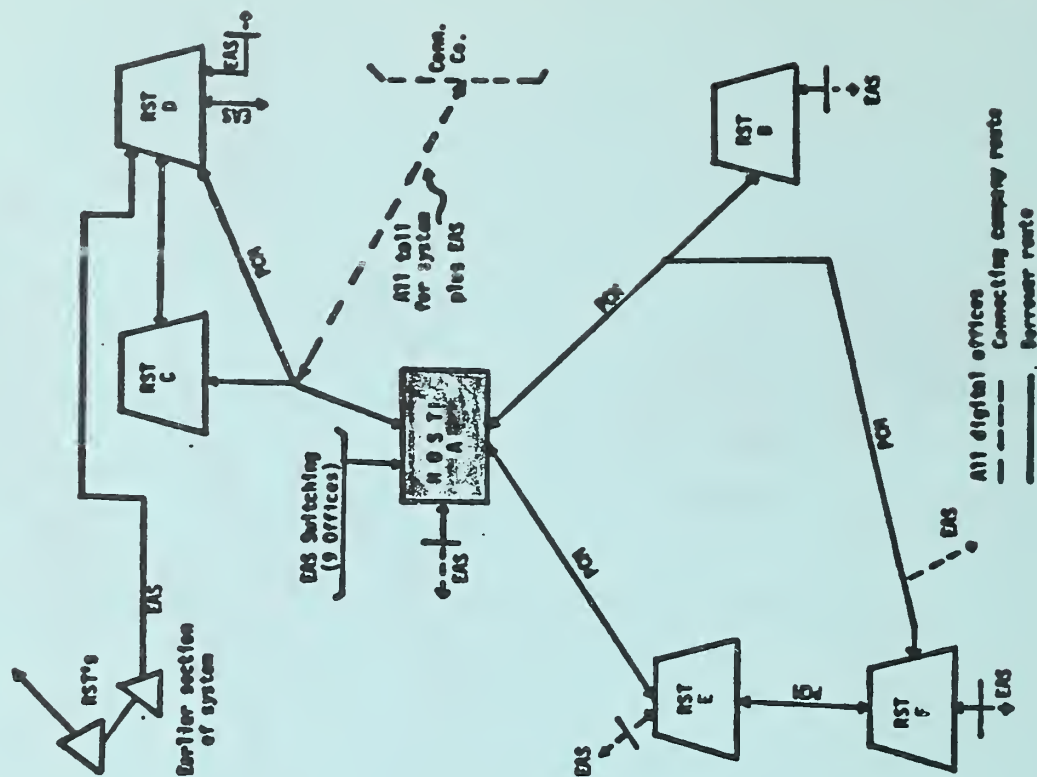 RST's
Earlier section
of system
EAS
RST
C
RST
D
EAS
PCM
EAS Switching
(9 Offices)
HOST
A
EAS
All toll
for system
plus EAS
Conn.
Co.
PCM
RST
B
EAS
PCM
PCM
RST
E
EAS
RST
F
EAS
EAS
All digital offices
Connecting company route
Borrower route